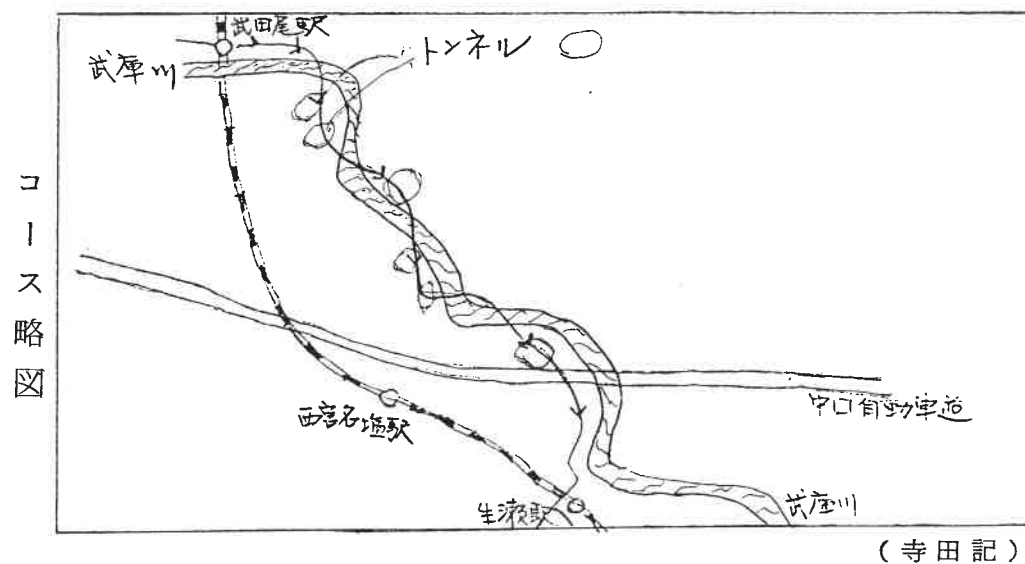 コース略図
武田尾駅
武庫川
トンネル
西宮名塩駅
中国自動車道
生瀬駅
武庫川
(寺田記)